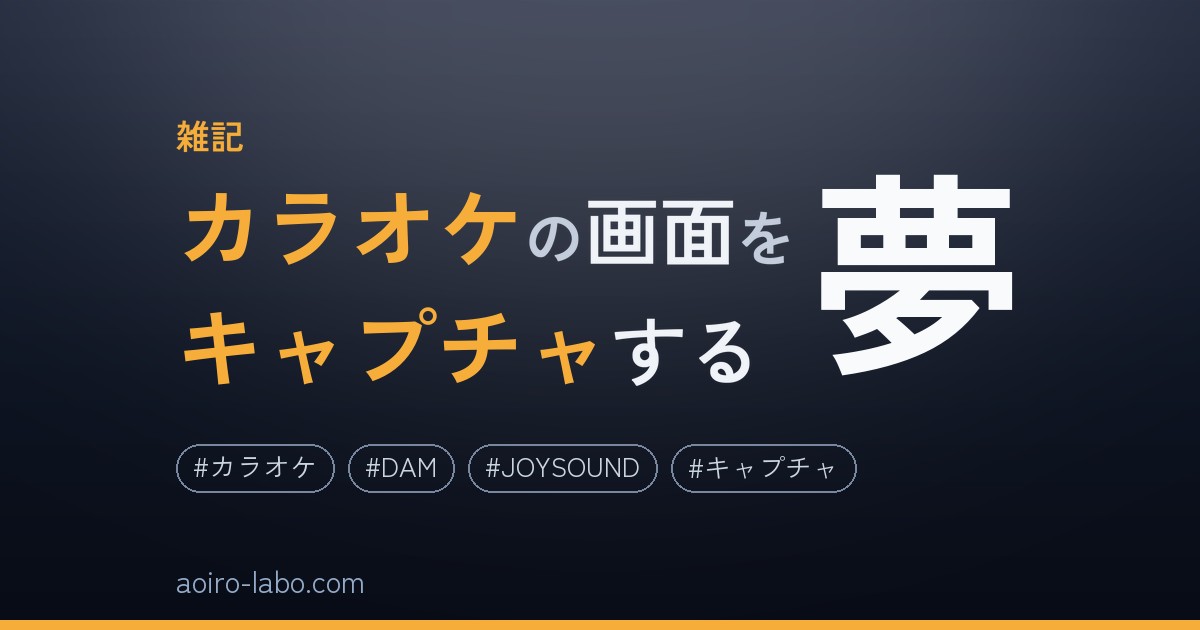 雑記
カラオケの画面を
キャプチャする
夢
#カラオケ #DAM #JOYSOUND #キャプチャ
aoiro-labo.com